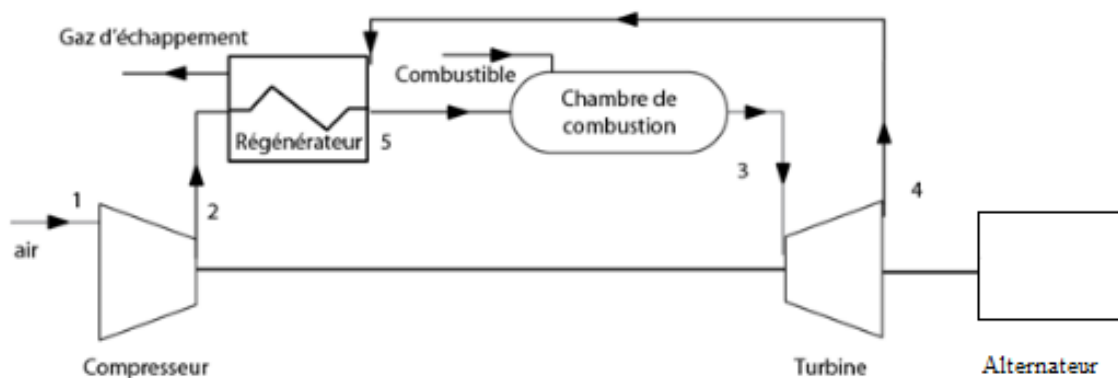 Gaz d'échappement
Combustible
Chambre de
combustion
Régénérateur
5
1
2
3
4
air
Compresseur
Turbine
Alternateur